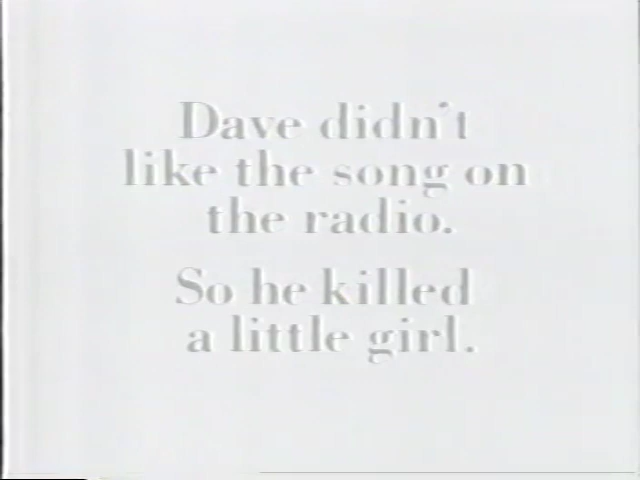 Dave didn't
like the song on
the radio.
So he killed
a little girl.